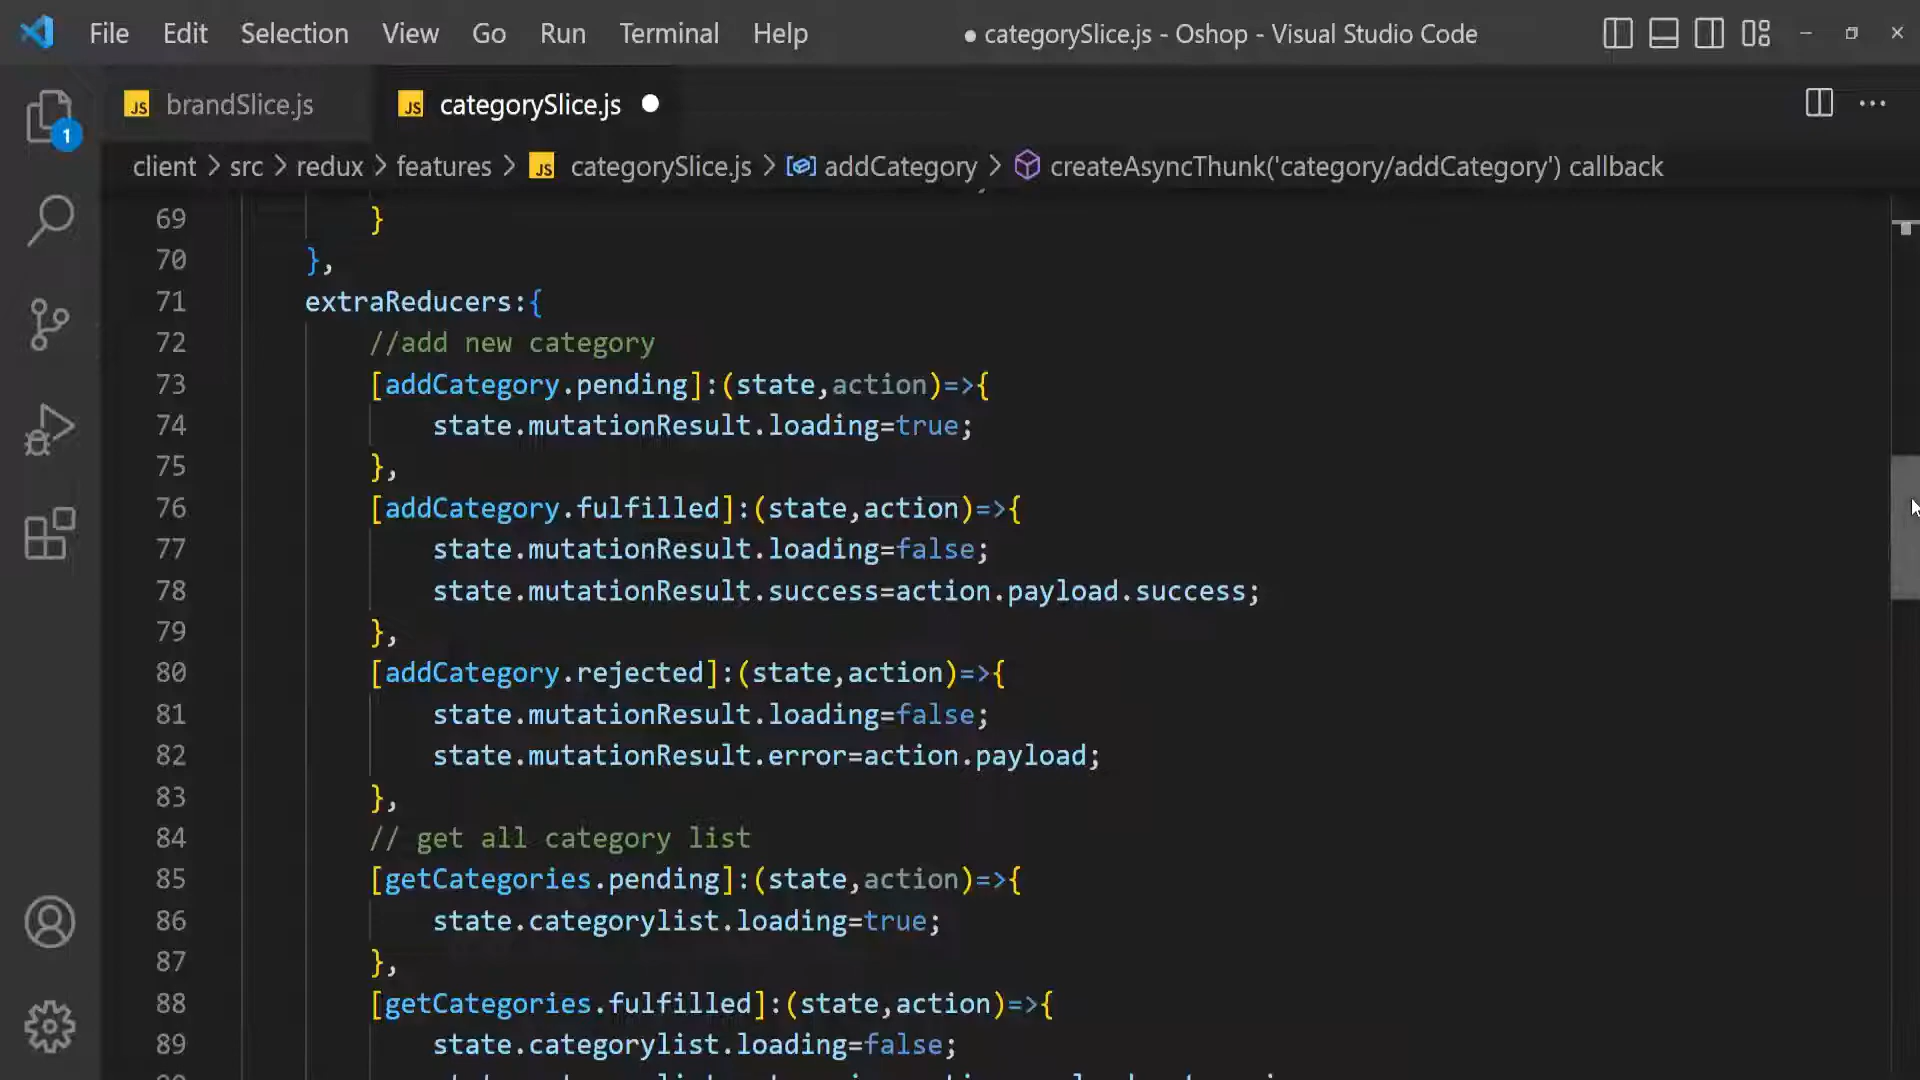 File Edit Selection View Go Run Terminal Help ● categorySlice.js - Oshop - Visual Studio Code
JS brandSlice.js JS categorySlice.js
1
client > src > redux > features > JS categorySlice.js > addCategory > createAsyncThunk('category/addCategory') callback
69 }
70 },
71 extraReducers:{
72 //add new category
73 [addCategory.pending]:(state,action)=>{
74 state.mutationResult.loading=true;
75 },
76 [addCategory.fulfilled]:(state,action)=>{
77 state.mutationResult.loading=false;
78 state.mutationResult.success=action.payload.success;
79 },
80 [addCategory.rejected]:(state,action)=>{
81 state.mutationResult.loading=false;
82 state.mutationResult.error=action.payload;
83 },
84 // get all category list
85 [getCategories.pending]:(state,action)=>{
86 state.categorylist.loading=true;
87 },
88 [getCategories.fulfilled]:(state,action)=>{
89 state.categorylist.loading=false;